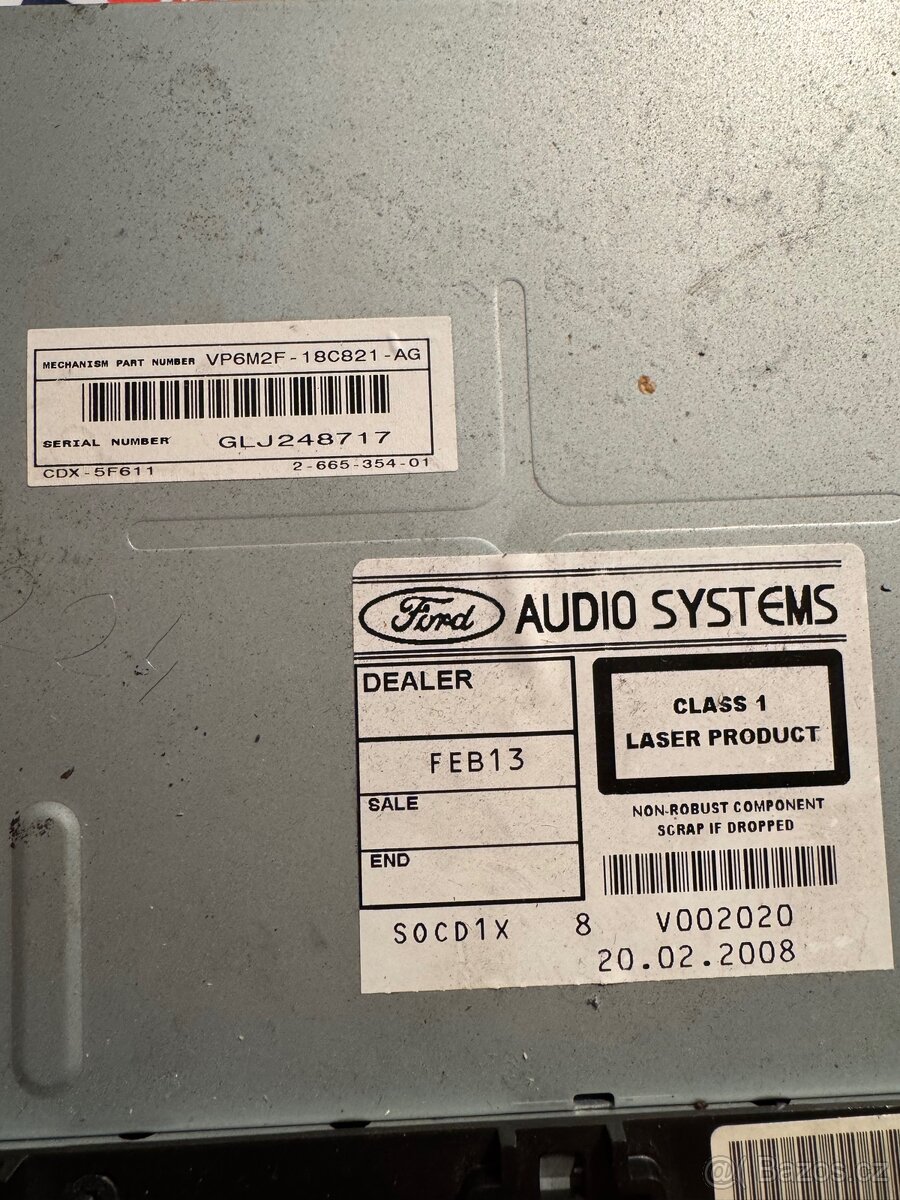 MECHANISM PART NUMBER VP6M2F-18C821-AG
SERIAL NUMBER GLJ248717
CDX-5F611 2-665-354-01
Ford AUDIO SYSTEMS
DEALER
FEB13
SALE
END
CLASS 1
LASER PRODUCT
NON-ROBUST COMPONENT
SCRAP IF DROPPED
SOCD1X 8 V002020
20.02.2008
@ Bazos.cz